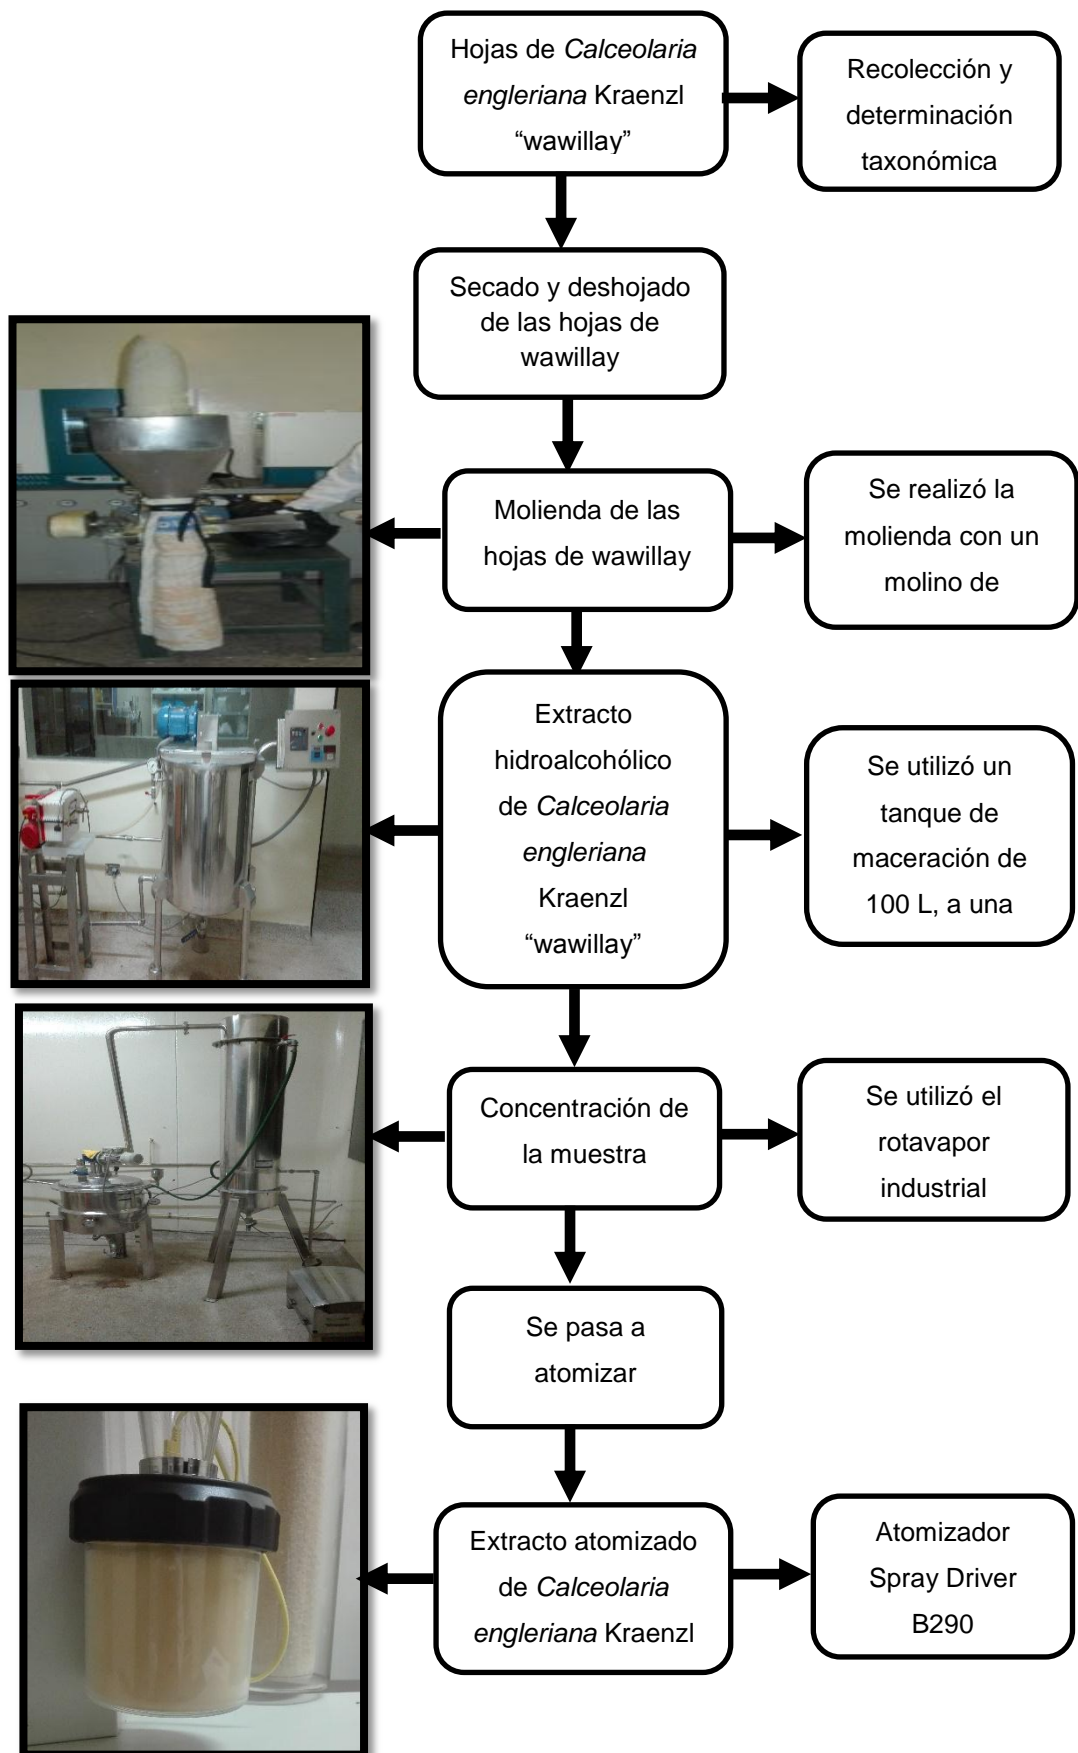 Hojas de Calceolaria
engleriana Kraenzl
“wawillay”
Recolección y
determinación
taxonómica
Secado y deshojado
de las hojas de
wawillay
Molienda de las
hojas de wawillay
Se realizó la
molienda con un
molino de
Extracto
hidroalcohólico
de Calceolaria
engleriana
Kraenzl
“wawillay”
Se utilizó un
tanque de
maceración de
100 L, a una
Concentración de
la muestra
Se utilizó el
rotavapor
industrial
Se pasa a
atomizar
Extracto atomizado
de Calceolaria
engleriana Kraenzl
Atomizador
Spray Driver
B290